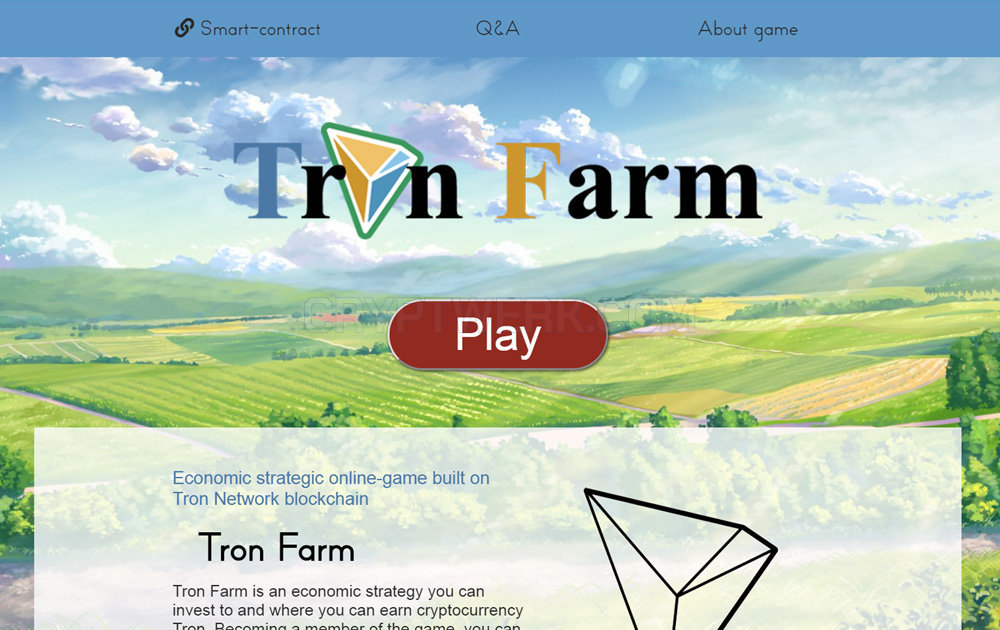 Smart-contract
Q&A
About game
Tron Farm
CRYPTWERK.COM
Play
Economic strategic online-game built on
Tron Network blockchain
Tron Farm
Tron Farm is an economic strategy you can
invest to and where you can earn cryptocurrency
Tron. Becoming a member of the game, you can